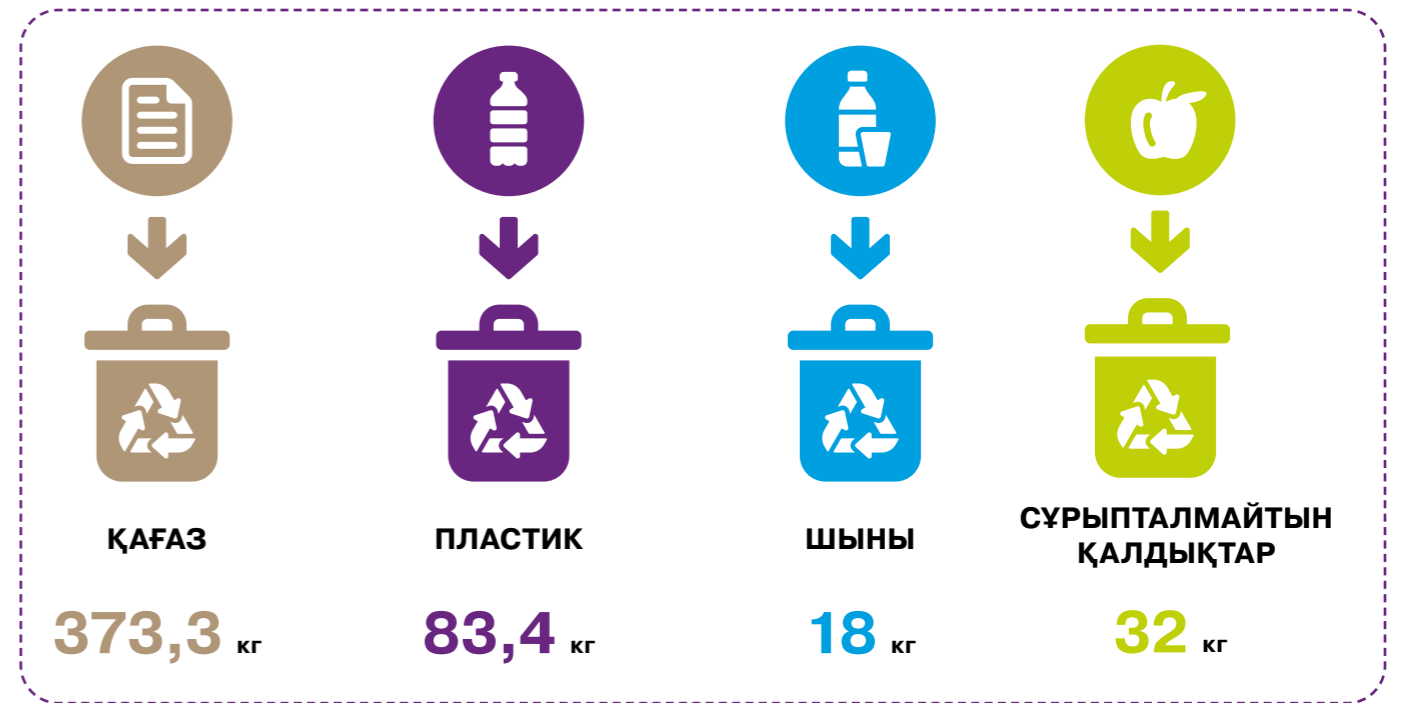 ҚАҒАЗ
373,3 кг
ПЛАСТИК
83,4 кг
ШЫНЫ
18 кг
СҰРЫПТАЛМАЙТЫН
ҚАЛДЫҚТАР
32 кг